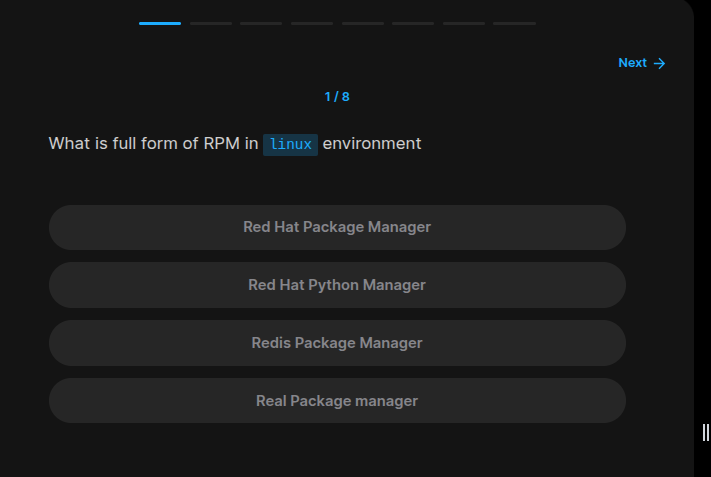 Next →
1 / 8
What is full form of RPM in linux environment
Red Hat Package Manager
Red Hat Python Manager
Redis Package Manager
Real Package manager